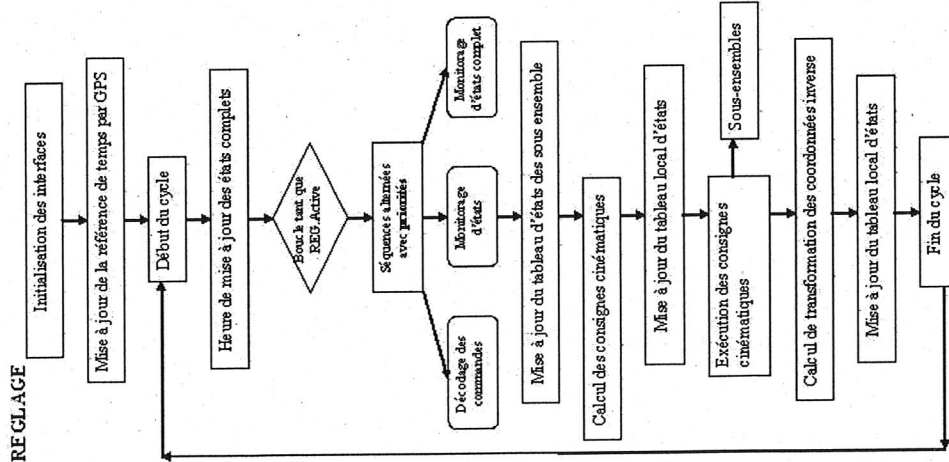 REGLAGE
Initialisation des interfaces
Mise à jour de la référence de temps par GPS
Début du cycle
Heure de mise à jour des états complets
Boucle tant que
REG.Active
Séquences alternées
avec priorités
Décodage des
commandes
Monitorage
d'états
Monitorage
d'états complet
Mise à jour du tableau d'états des sous ensemble
Calcul des consignes cinématiques
Mise à jour du tableau local d'états
Exécution des consignes
cinématiques
Sous-ensembles
Calcul de transformation des coordonnées inverse
Mise à jour du tableau local d'états
Fin du cycle